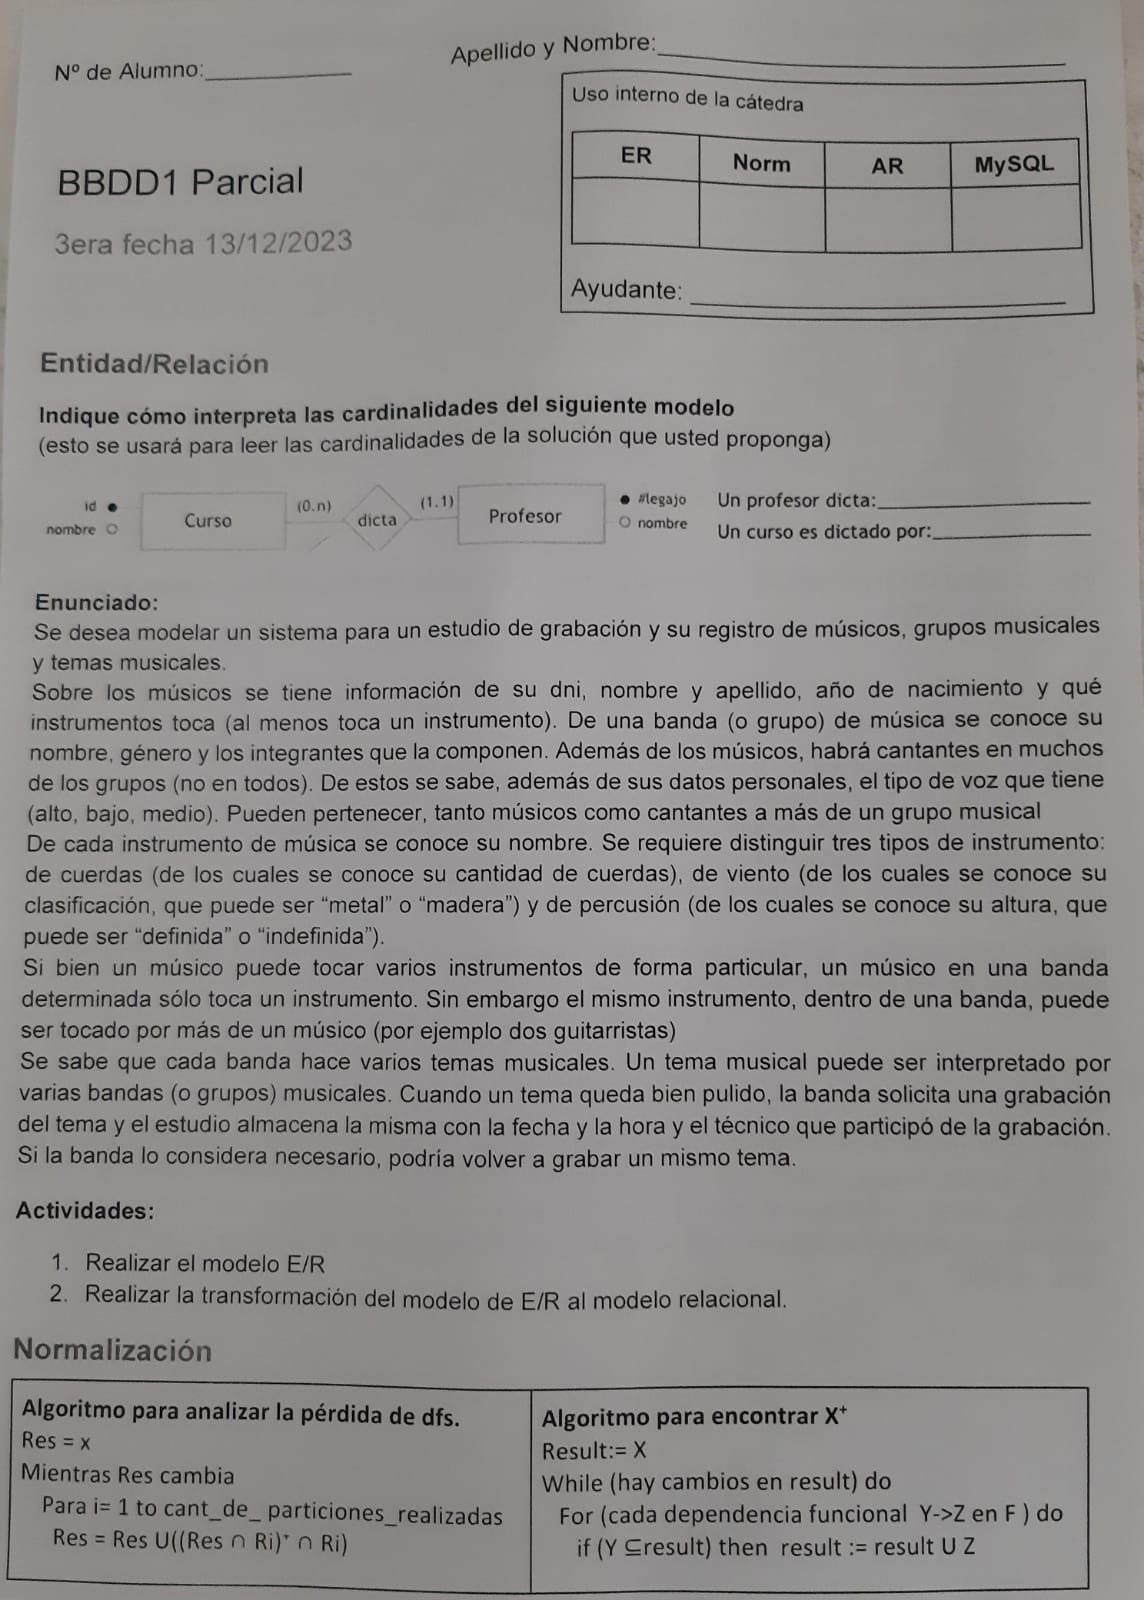 Nº de Alumno:
Apellido y Nombre:
Uso interno de la cátedra
ER Norm AR MySQL
BBDD1 Parcial
3era fecha 13/12/2023
Ayudante:
Entidad/Relación
Indique cómo interpreta las cardinalidades del siguiente modelo
(esto se usará para leer las cardinalidades de la solución que usted proponga)
id
nombre
Curso
(0.n)
dicta
(1.1)
Profesor
#legajo
nombre
Un profesor dicta:
Un curso es dictado por:
Enunciado:
Se desea modelar un sistema para un estudio de grabación y su registro de músicos, grupos musicales
y temas musicales.
Sobre los músicos se tiene información de su dni, nombre y apellido, año de nacimiento y qué
instrumentos toca (al menos toca un instrumento). De una banda (o grupo) de música se conoce su
nombre, género y los integrantes que la componen. Además de los músicos, habrá cantantes en muchos
de los grupos (no en todos). De estos se sabe, además de sus datos personales, el tipo de voz que tiene
(alto, bajo, medio). Pueden pertenecer, tanto músicos como cantantes a más de un grupo musical
De cada instrumento de música se conoce su nombre. Se requiere distinguir tres tipos de instrumento:
de cuerdas (de los cuales se conoce su cantidad de cuerdas), de viento (de los cuales se conoce su
clasificación, que puede ser “metal” o “madera”) y de percusión (de los cuales se conoce su altura, que
puede ser “definida” o “indefinida”).
Si bien un músico puede tocar varios instrumentos de forma particular, un músico en una banda
determinada sólo toca un instrumento. Sin embargo el mismo instrumento, dentro de una banda, puede
ser tocado por más de un músico (por ejemplo dos guitarristas)
Se sabe que cada banda hace varios temas musicales. Un tema musical puede ser interpretado por
varias bandas (o grupos) musicales. Cuando un tema queda bien pulido, la banda solicita una grabación
del tema y el estudio almacena la misma con la fecha y la hora y el técnico que participó de la grabación.
Si la banda lo considera necesario, podría volver a grabar un mismo tema.
Actividades:
1. Realizar el modelo E/R
2. Realizar la transformación del modelo de E/R al modelo relacional.
Normalización
Algoritmo para analizar la pérdida de dfs.
Res = x
Mientras Res cambia
Para i= 1 to cant_de_ particiones_realizadas
Res = Res U((Res ∩ Ri)⁺ ∩ Ri)
Algoritmo para encontrar X⁺
Result:= X
While (hay cambios en result) do
For (cada dependencia funcional Y->Z en F ) do
if (Y ⊆result) then result := result U Z